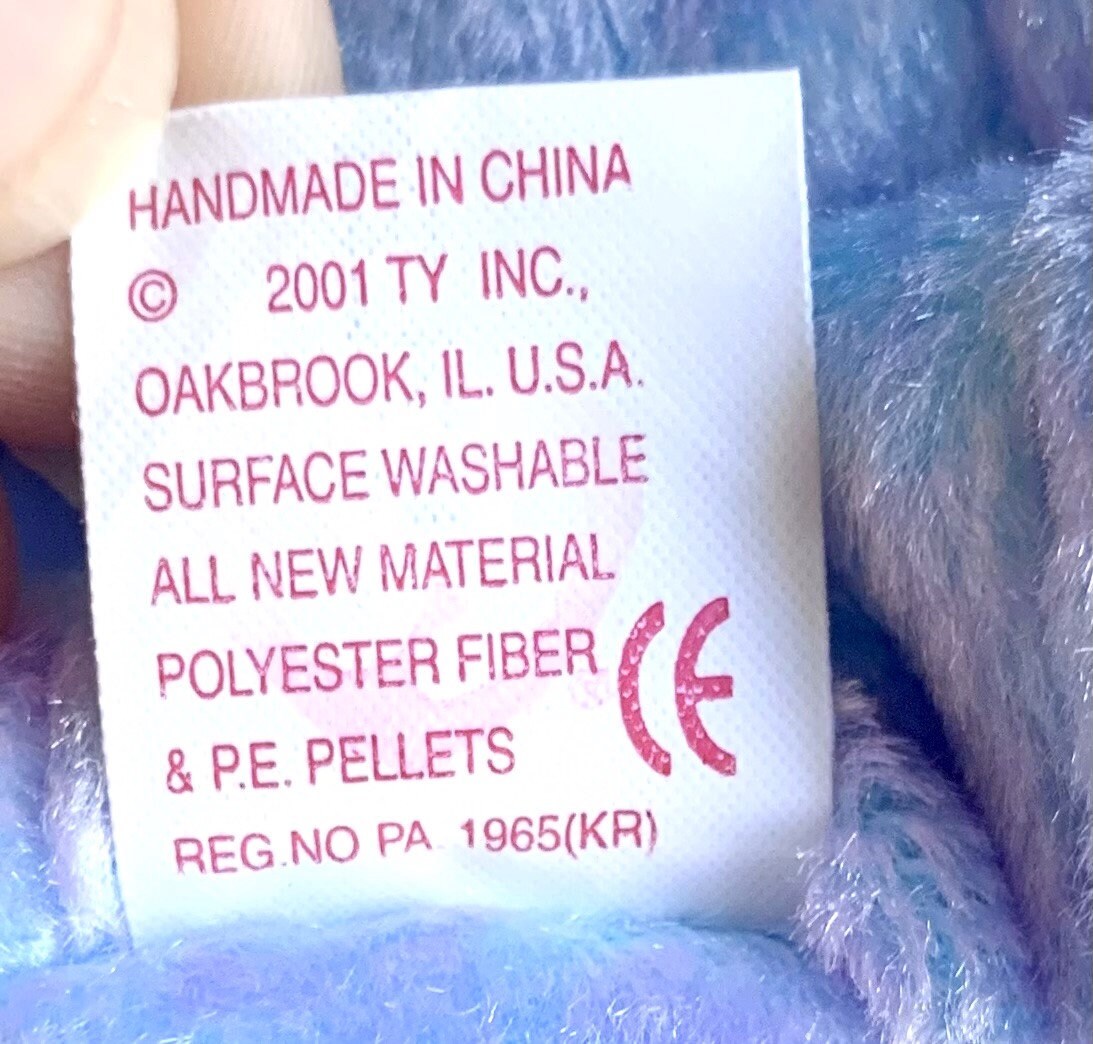 HANDMADE IN CHINA
© 2001 TY INC.,
OAKBROOK, IL. U.S.A.
SURFACE WASHABLE
ALL NEW MATERIAL
POLYESTER FIBER
& P.E. PELLETS
CE
REG.NO PA. 1965(KR)